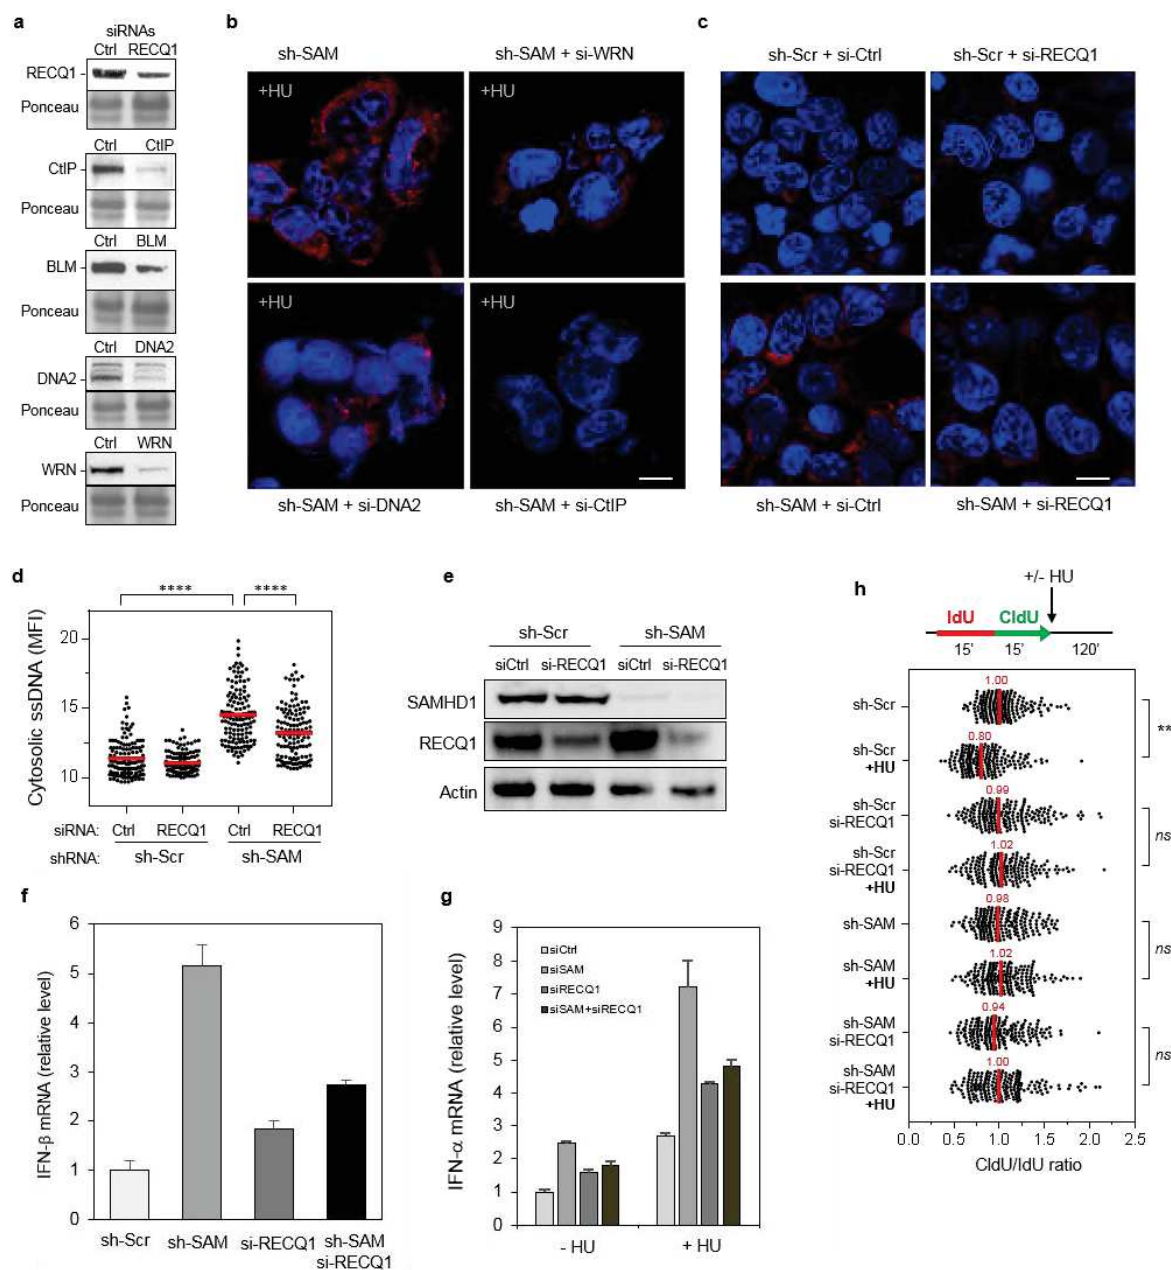 a
siRNAs
Ctrl RECQ1
RECQ1
Ponceau
Ctrl CtIP
CtIP
Ponceau
Ctrl BLM
BLM
Ponceau
Ctrl DNA2
DNA2
Ponceau
Ctrl WRN
WRN
Ponceau
b
sh-SAM
sh-SAM + si-WRN
+HU
+HU
+HU
+HU
sh-SAM + si-DNA2
sh-SAM + si-CtIP
c
sh-Scr + si-Ctrl
sh-Scr + si-RECQ1
sh-SAM + si-Ctrl
sh-SAM + si-RECQ1
d
****
****
Cytosolic ssDNA (MFI)
20
15
10
siRNA: Ctrl RECQ1 Ctrl RECQ1
shRNA: sh-Scr sh-SAM
e
sh-Scr sh-SAM
siCtrl si-RECQ1 siCtrl si-RECQ1
SAMHD1
RECQ1
Actin
f
IFN-β mRNA (relative level)
6
5
4
3
2
1
0
sh-Scr
sh-SAM
si-RECQ1
sh-SAM
si-RECQ1
g
IFN-α mRNA (relative level)
9
8
7
6
5
4
3
2
1
0
siCtrl
siSAM
siRECQ1
siSAM+siRECQ1
- HU
+ HU
h
+/- HU
IdU CldU
15' 15' 120'
sh-Scr
1.00
sh-Scr
+HU
0.80
**
sh-Scr
si-RECQ1
0.99
sh-Scr
si-RECQ1
+HU
1.02
ns
sh-SAM
0.98
sh-SAM
+HU
1.02
ns
sh-SAM
si-RECQ1
0.94
sh-SAM
si-RECQ1
+HU
1.00
ns
0.0 0.5 1.0 1.5 2.0 2.5
CldU/IdU ratio